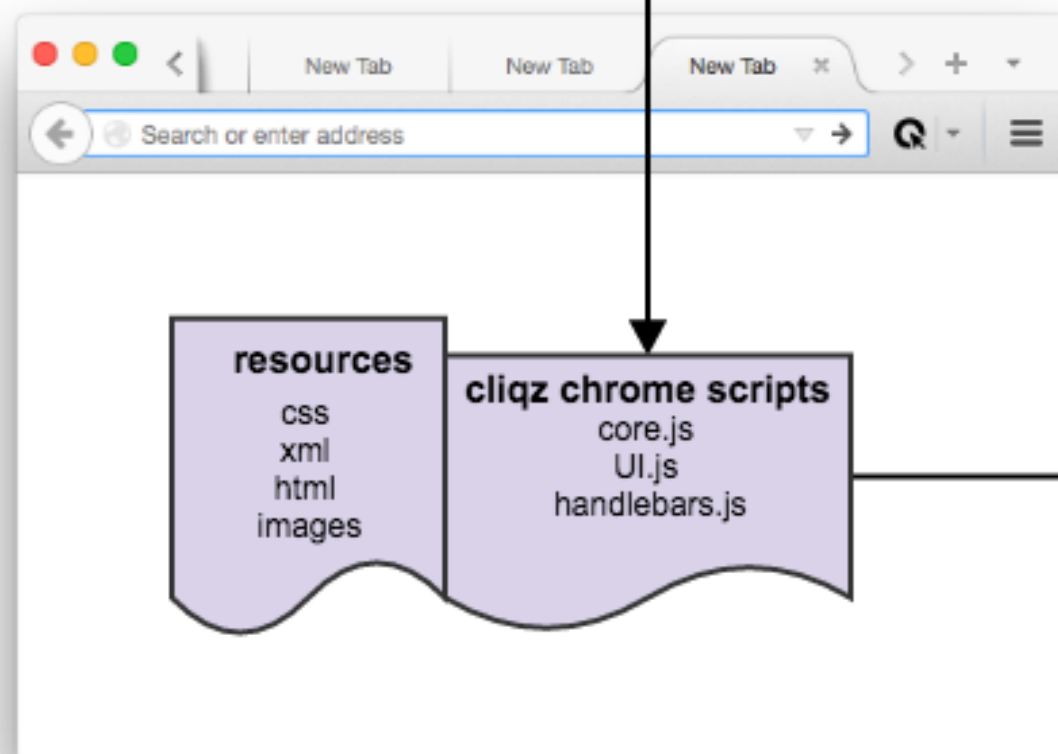 New Tab
New Tab
New Tab
Search or enter address
resources
css
xml
html
images
cliqz chrome scripts
core.js
UI.js
handlebars.js